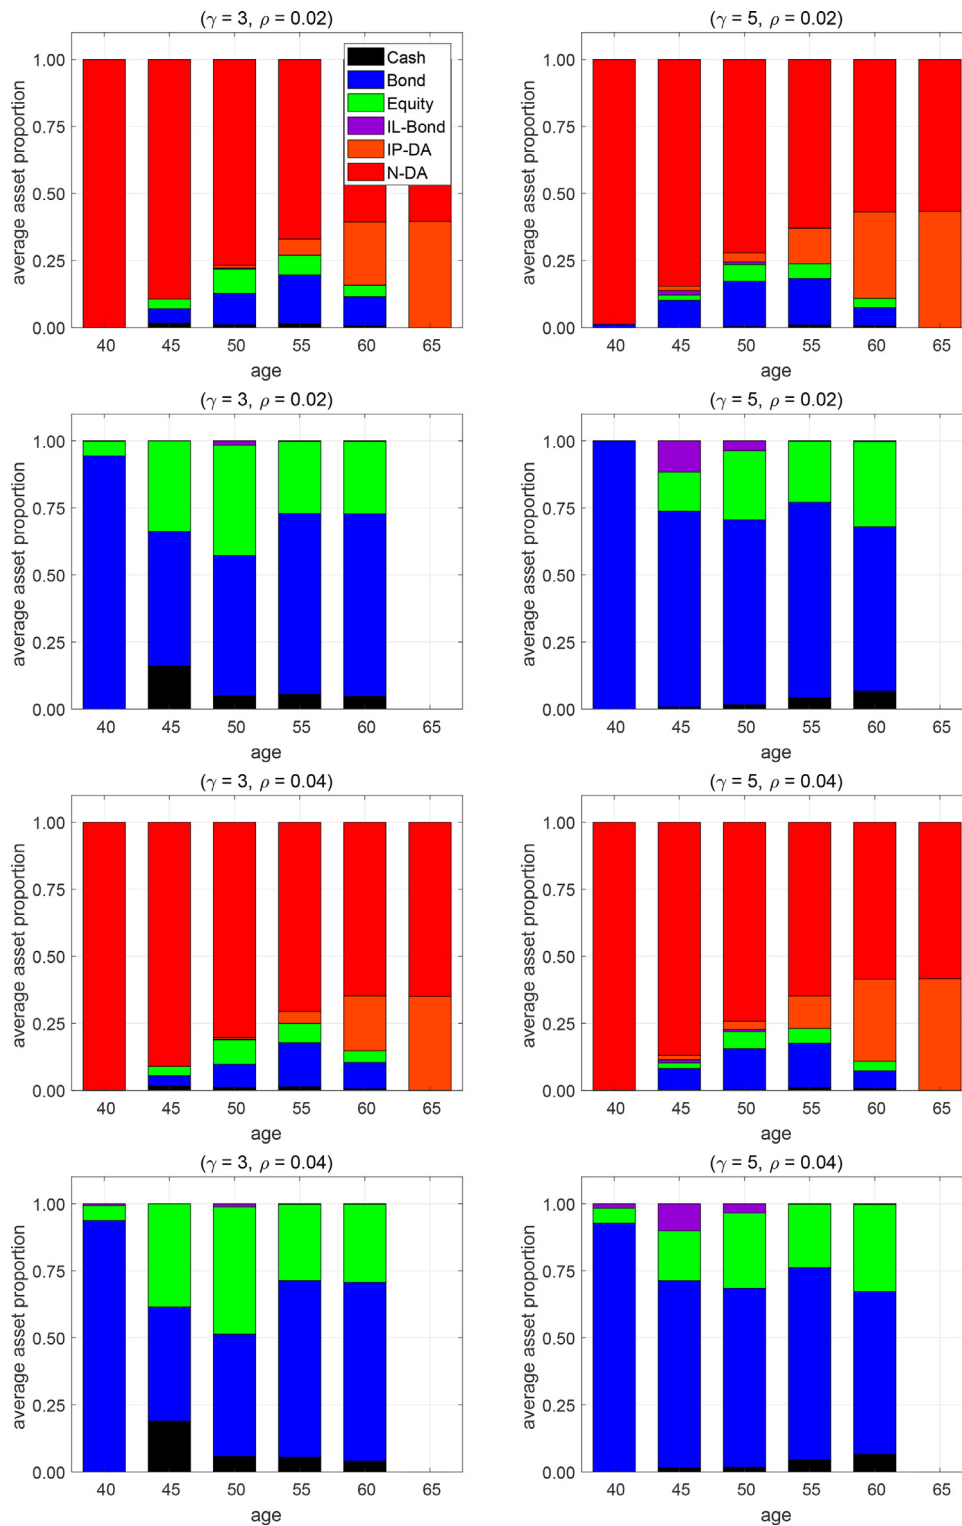 (γ = 3, ρ = 0.02)
average asset proportion
1.00
0.75
0.50
0.25
0.00
40 45 50 55 60 65
age
Cash
Bond
Equity
IL-Bond
IP-DA
N-DA
(γ = 5, ρ = 0.02)
average asset proportion
1.00
0.75
0.50
0.25
0.00
40 45 50 55 60 65
age
(γ = 3, ρ = 0.02)
average asset proportion
1.00
0.75
0.50
0.25
0.00
40 45 50 55 60 65
age
(γ = 5, ρ = 0.02)
average asset proportion
1.00
0.75
0.50
0.25
0.00
40 45 50 55 60 65
age
(γ = 3, ρ = 0.04)
average asset proportion
1.00
0.75
0.50
0.25
0.00
40 45 50 55 60 65
age
(γ = 5, ρ = 0.04)
average asset proportion
1.00
0.75
0.50
0.25
0.00
40 45 50 55 60 65
age
(γ = 3, ρ = 0.04)
average asset proportion
1.00
0.75
0.50
0.25
0.00
40 45 50 55 60 65
age
(γ = 5, ρ = 0.04)
average asset proportion
1.00
0.75
0.50
0.25
0.00
40 45 50 55 60 65
age